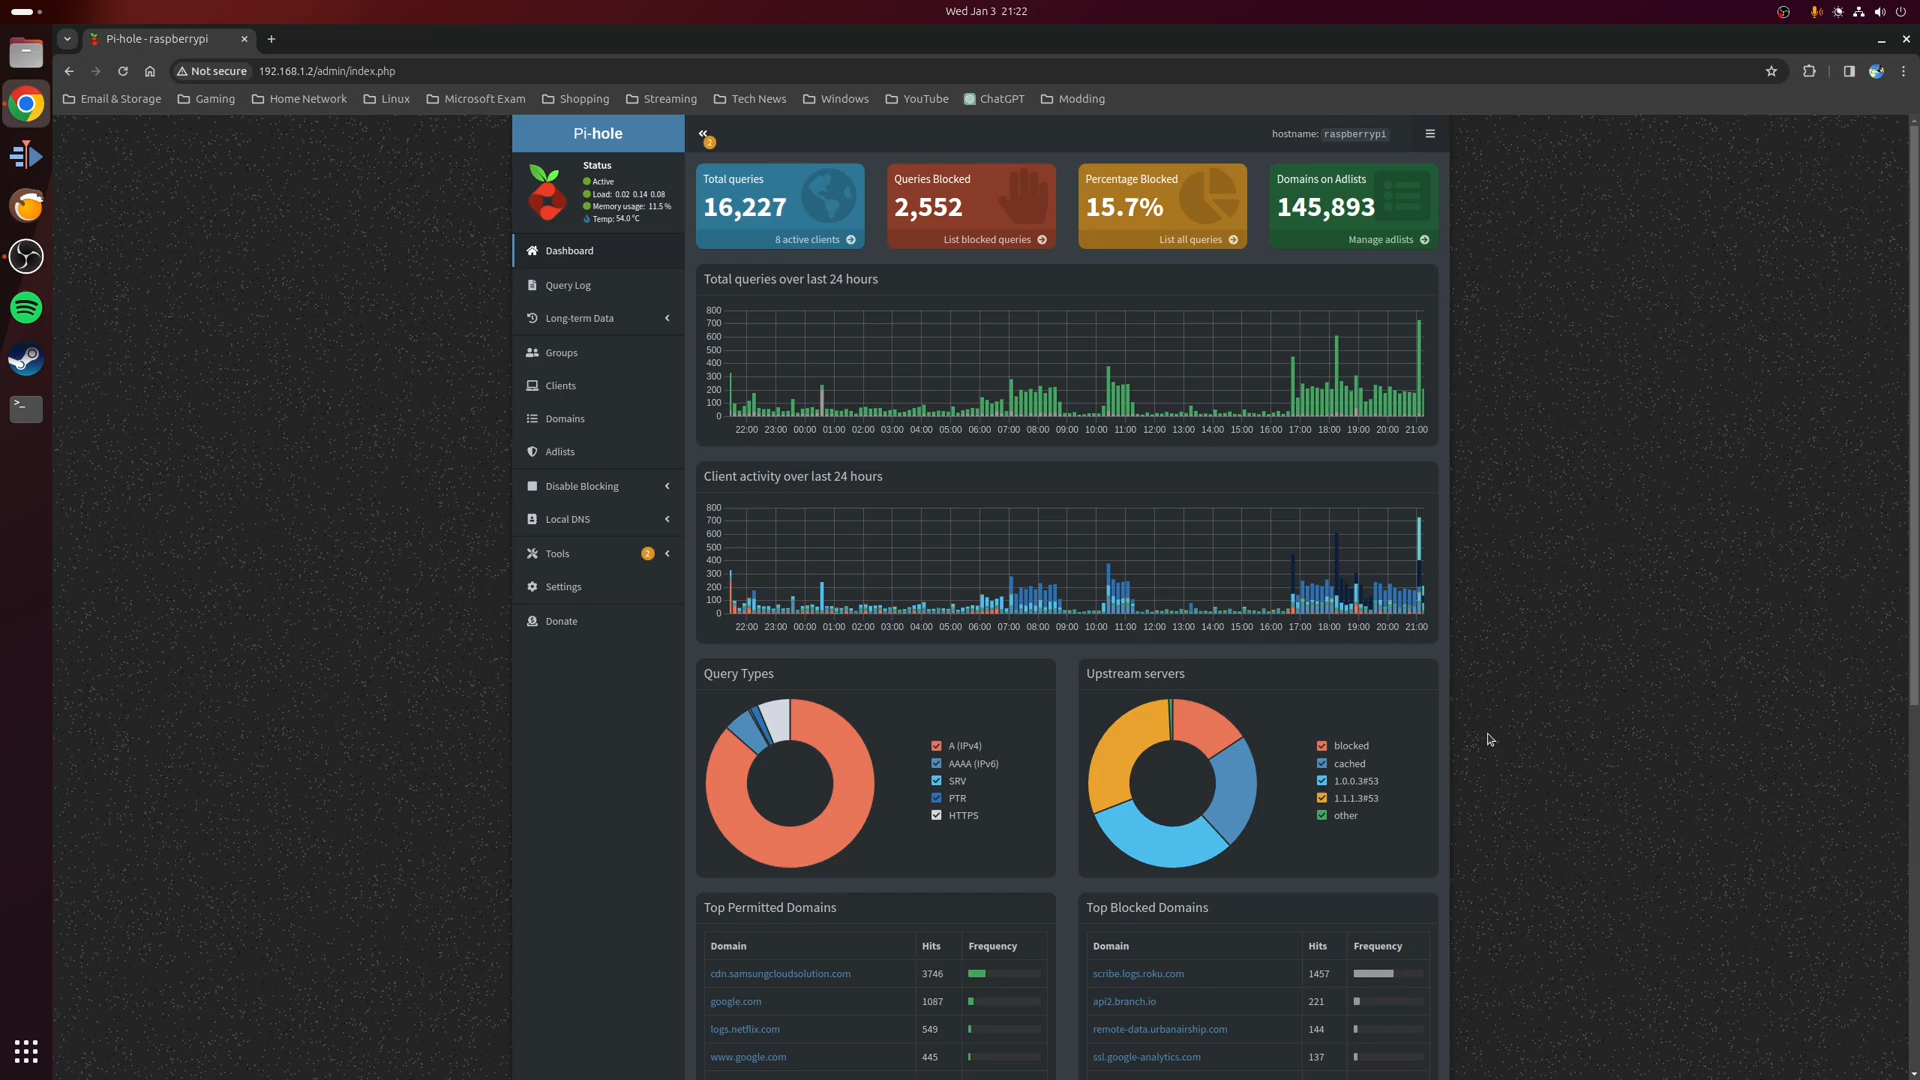 Wed Jan 3 21:22
Pi-hole - raspberrypi
Not secure 192.168.1.2/admin/index.php
Email & Storage Gaming Home Network Linux Microsoft Exam Shopping Streaming Tech News Windows YouTube ChatGPT Modding
Pi-hole
2
hostname: raspberrypi
Status
Active
Load: 0.02 0.14 0.08
Memory usage: 11.5 %
Temp: 54.0 °C
Dashboard
Query Log
Long-term Data
Groups
Clients
Domains
Adlists
Disable Blocking
Local DNS
Tools 2
Settings
Donate
Total queries
16,227
8 active clients
Queries Blocked
2,552
List blocked queries
Percentage Blocked
15.7%
List all queries
Domains on Adlists
145,893
Manage adlists
Total queries over last 24 hours
800
700
600
500
400
300
200
100
0
22:00 23:00 00:00 01:00 02:00 03:00 04:00 05:00 06:00 07:00 08:00 09:00 10:00 11:00 12:00 13:00 14:00 15:00 16:00 17:00 18:00 19:00 20:00 21:00
Client activity over last 24 hours
800
700
600
500
400
300
200
100
0
22:00 23:00 00:00 01:00 02:00 03:00 04:00 05:00 06:00 07:00 08:00 09:00 10:00 11:00 12:00 13:00 14:00 15:00 16:00 17:00 18:00 19:00 20:00 21:00
Query Types
A (IPv4)
AAAA (IPv6)
SRV
PTR
HTTPS
Upstream servers
blocked
cached
1.0.0.3#53
1.1.1.3#53
other
Top Permitted Domains
Domain Hits Frequency
cdn.samsungcloudsolution.com 3746
google.com 1087
logs.netflix.com 549
www.google.com 445
Top Blocked Domains
Domain Hits Frequency
scribe.logs.roku.com 1457
api2.branch.io 221
remote-data.urbanairship.com 144
ssl.google-analytics.com 137